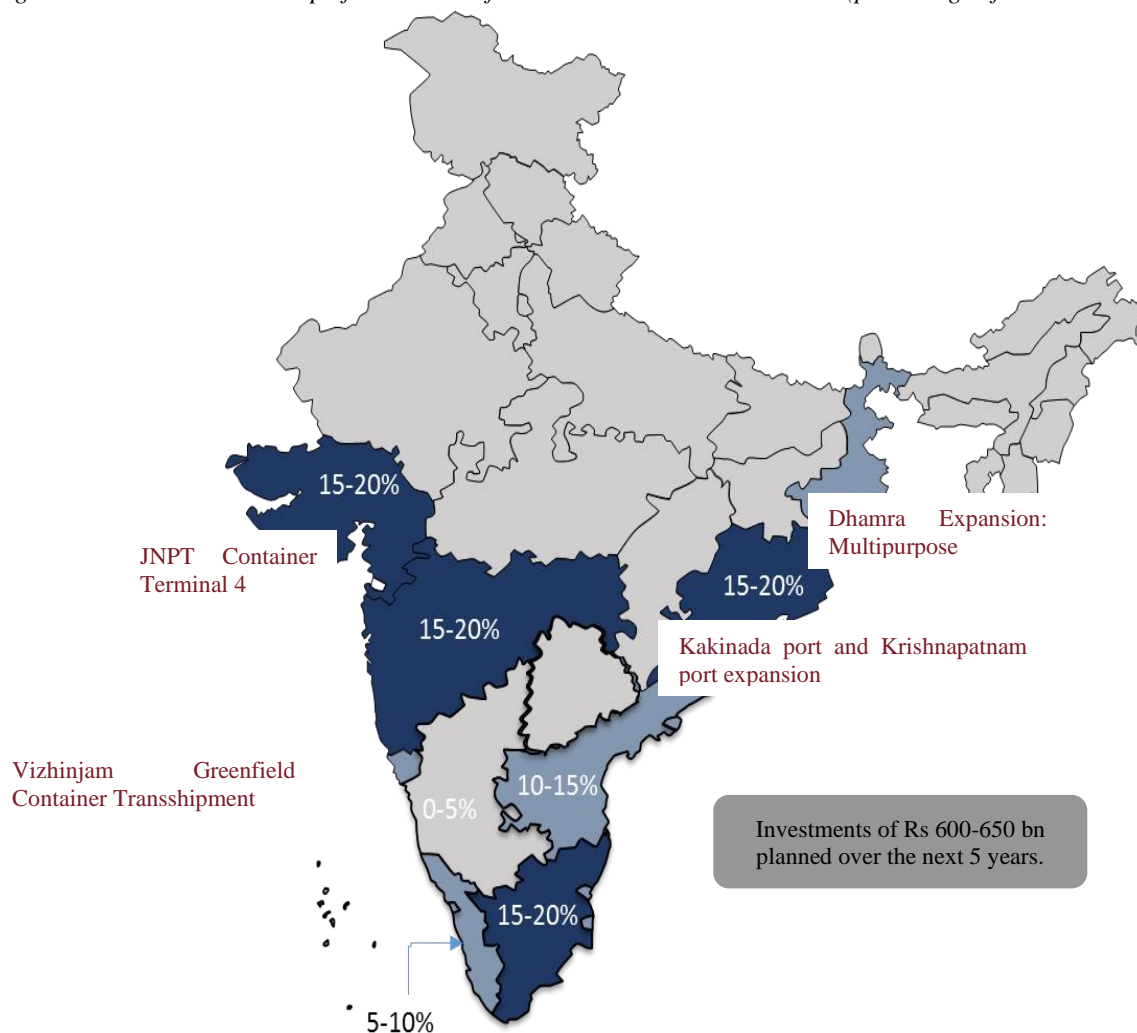 15-20%
Dhamra Expansion:
Multipurpose
JNPT Container
Terminal 4
15-20%
15-20%
Kakinada port and Krishnapatnam
port expansion
Vizhinjam Greenfield
Container Transshipment
10-15%
0-5%
Investments of Rs 600-650 bn
planned over the next 5 years.
15-20%
5-10%